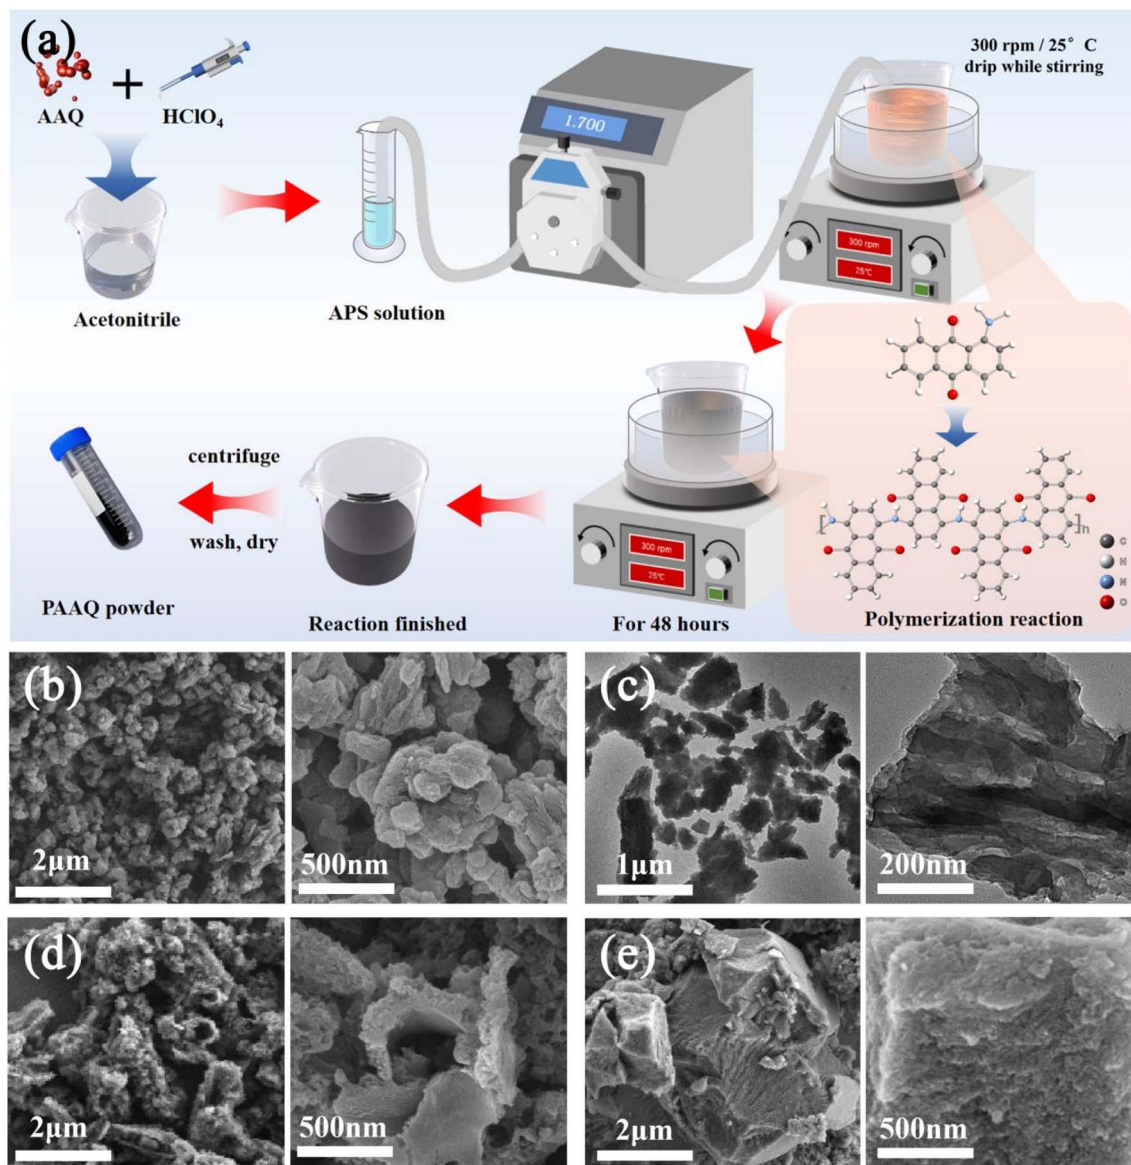 (a)
AAQ
HClO₄
Acetonitrile
APS solution
1.700
300 rpm / 25° C
drip while stirring
300 rpm
25℃
PAAQ powder
centrifuge
wash, dry
Reaction finished
300 rpm
25℃
For 48 hours
[
]n
C
H
N
O
Polymerization reaction
(b)
2μm
500nm
(c)
1μm
200nm
(d)
2μm
500nm
(e)
2μm
500nm